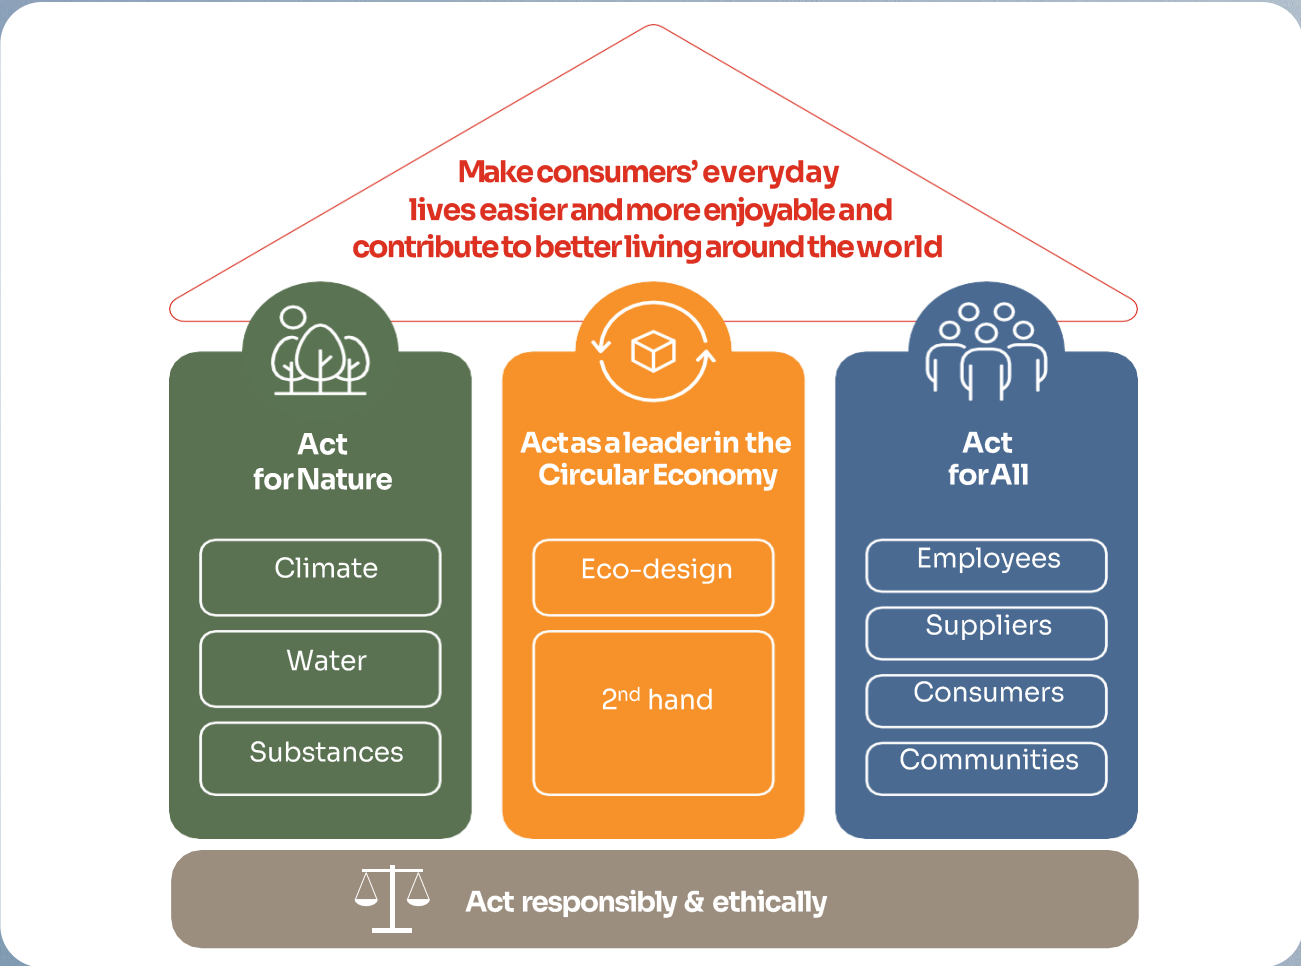 Make consumers’ everyday
lives easier and more enjoyable and
contribute to better living around the world
Act
for Nature
Climate
Water
Substances
Act as a leader in the
Circular Economy
Eco-design
2nd hand
Act
for All
Employees
Suppliers
Consumers
Communities
Act responsibly & ethically